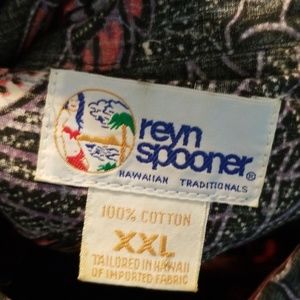 reyn
spooner®
HAWAIIAN TRADITIONALS
100% COTTON
XXL
TAILORED IN HAWAII
OF IMPORTED FABRIC